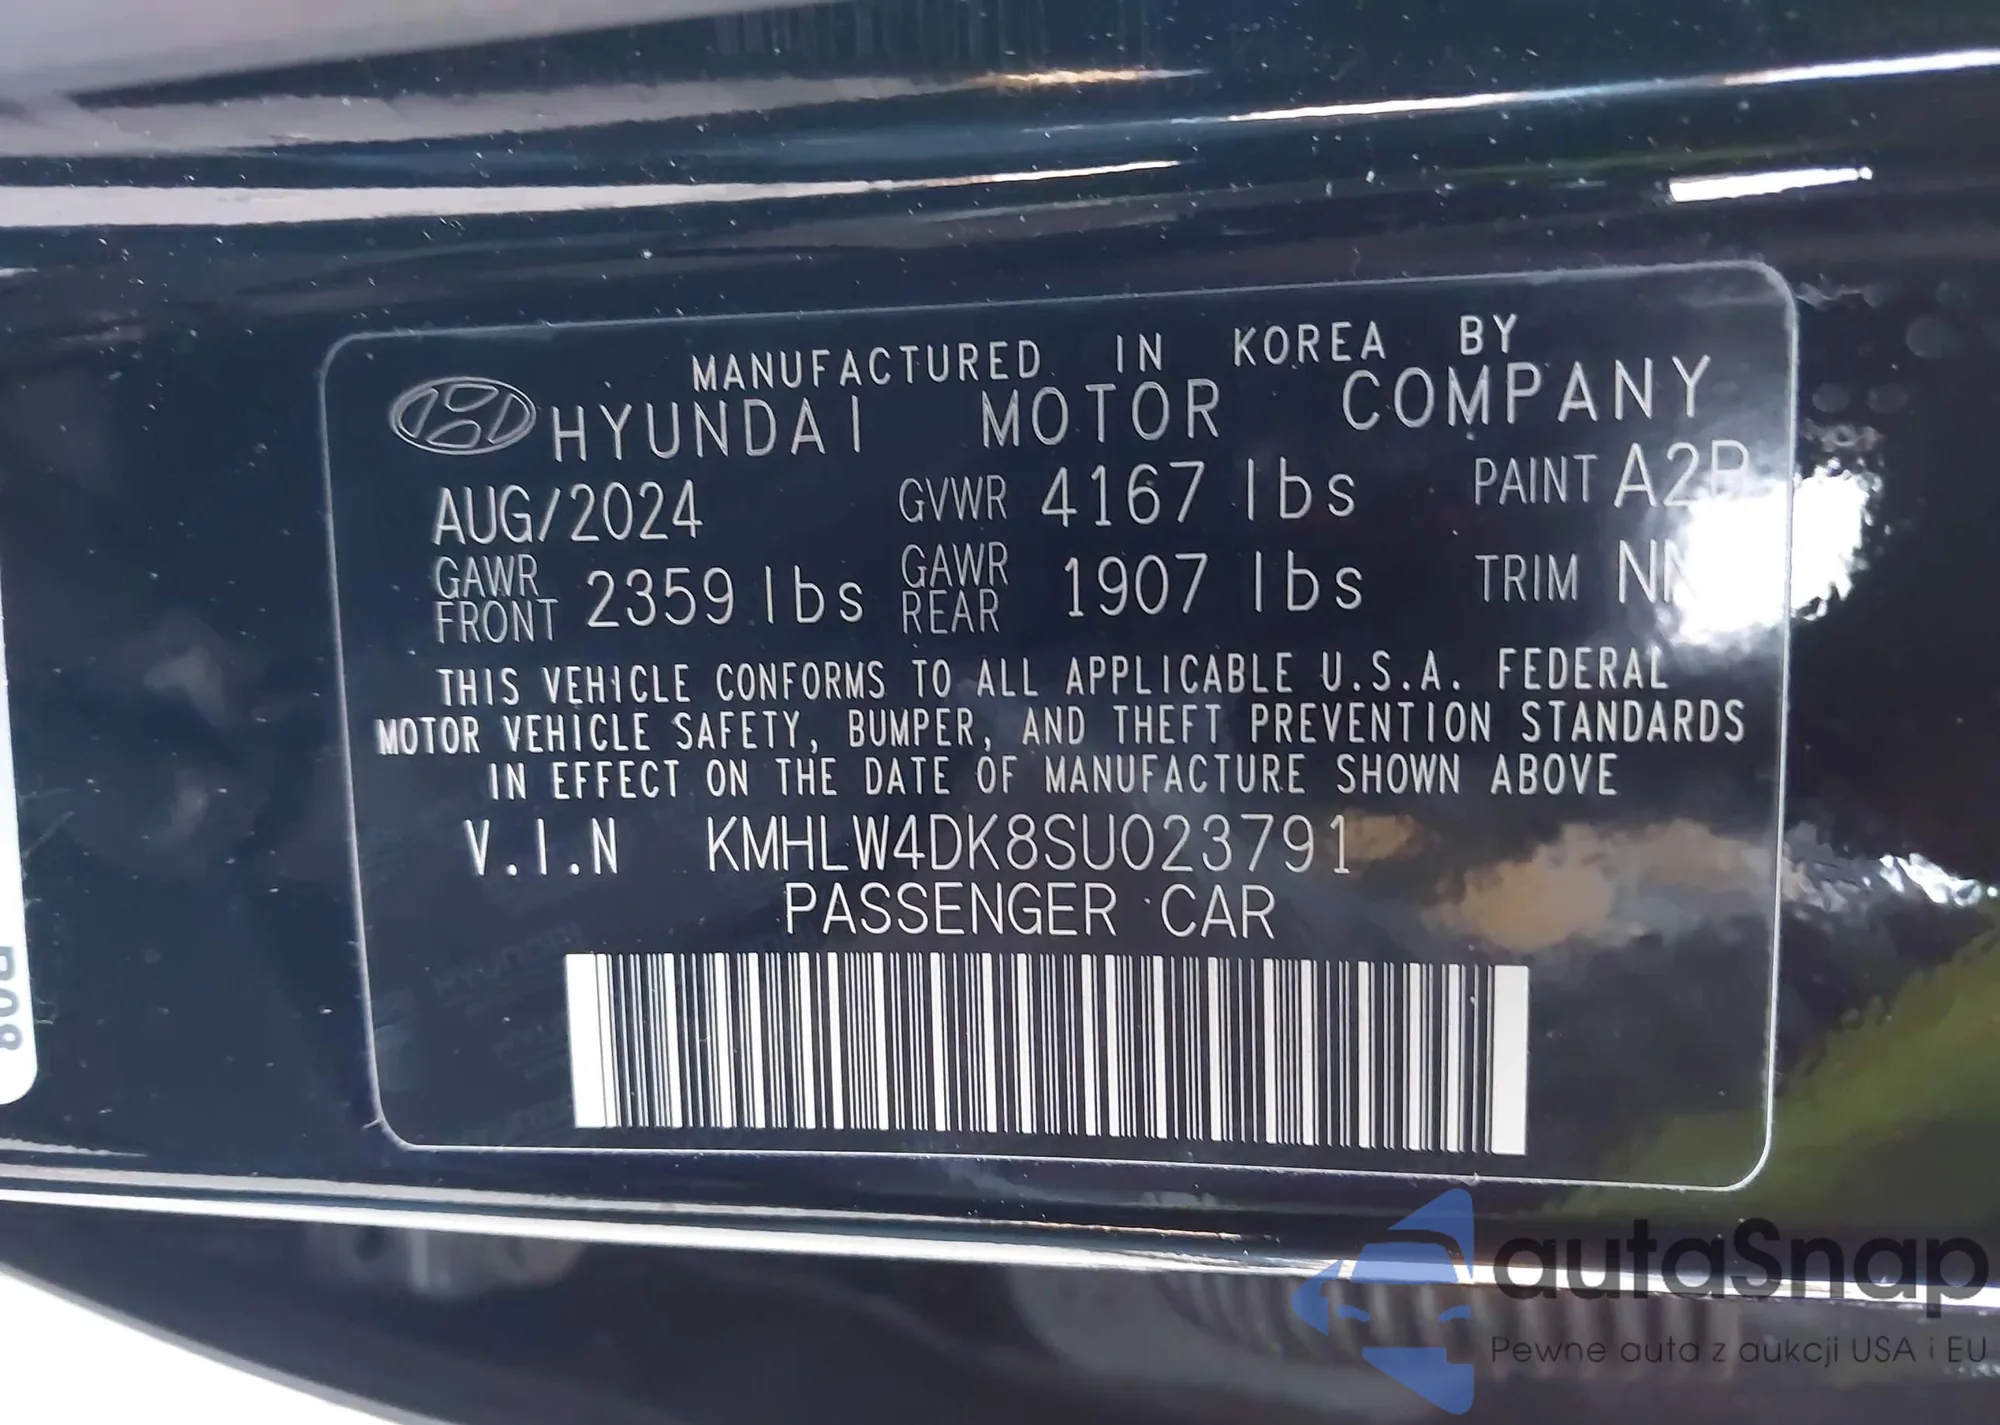 MANUFACTURED IN KOREA BY
HYUNDAI MOTOR COMPANY
AUG/2024 GVWR 4167 lbs PAINT
GAWR FRONT 2359 lbs GAWR REAR 1907 lbs TRIM
THIS VEHICLE CONFORMS TO ALL APPLICABLE U.S.A. FEDERAL
MOTOR VEHICLE SAFETY, BUMPER, AND THEFT PREVENTION STANDARDS
IN EFFECT ON THE DATE OF MANUFACTURE SHOWN ABOVE
V.I.N KMHLW4DK8SU023791
PASSENGER CAR
autoSnap
Pewne auta z aukcji USA i EU